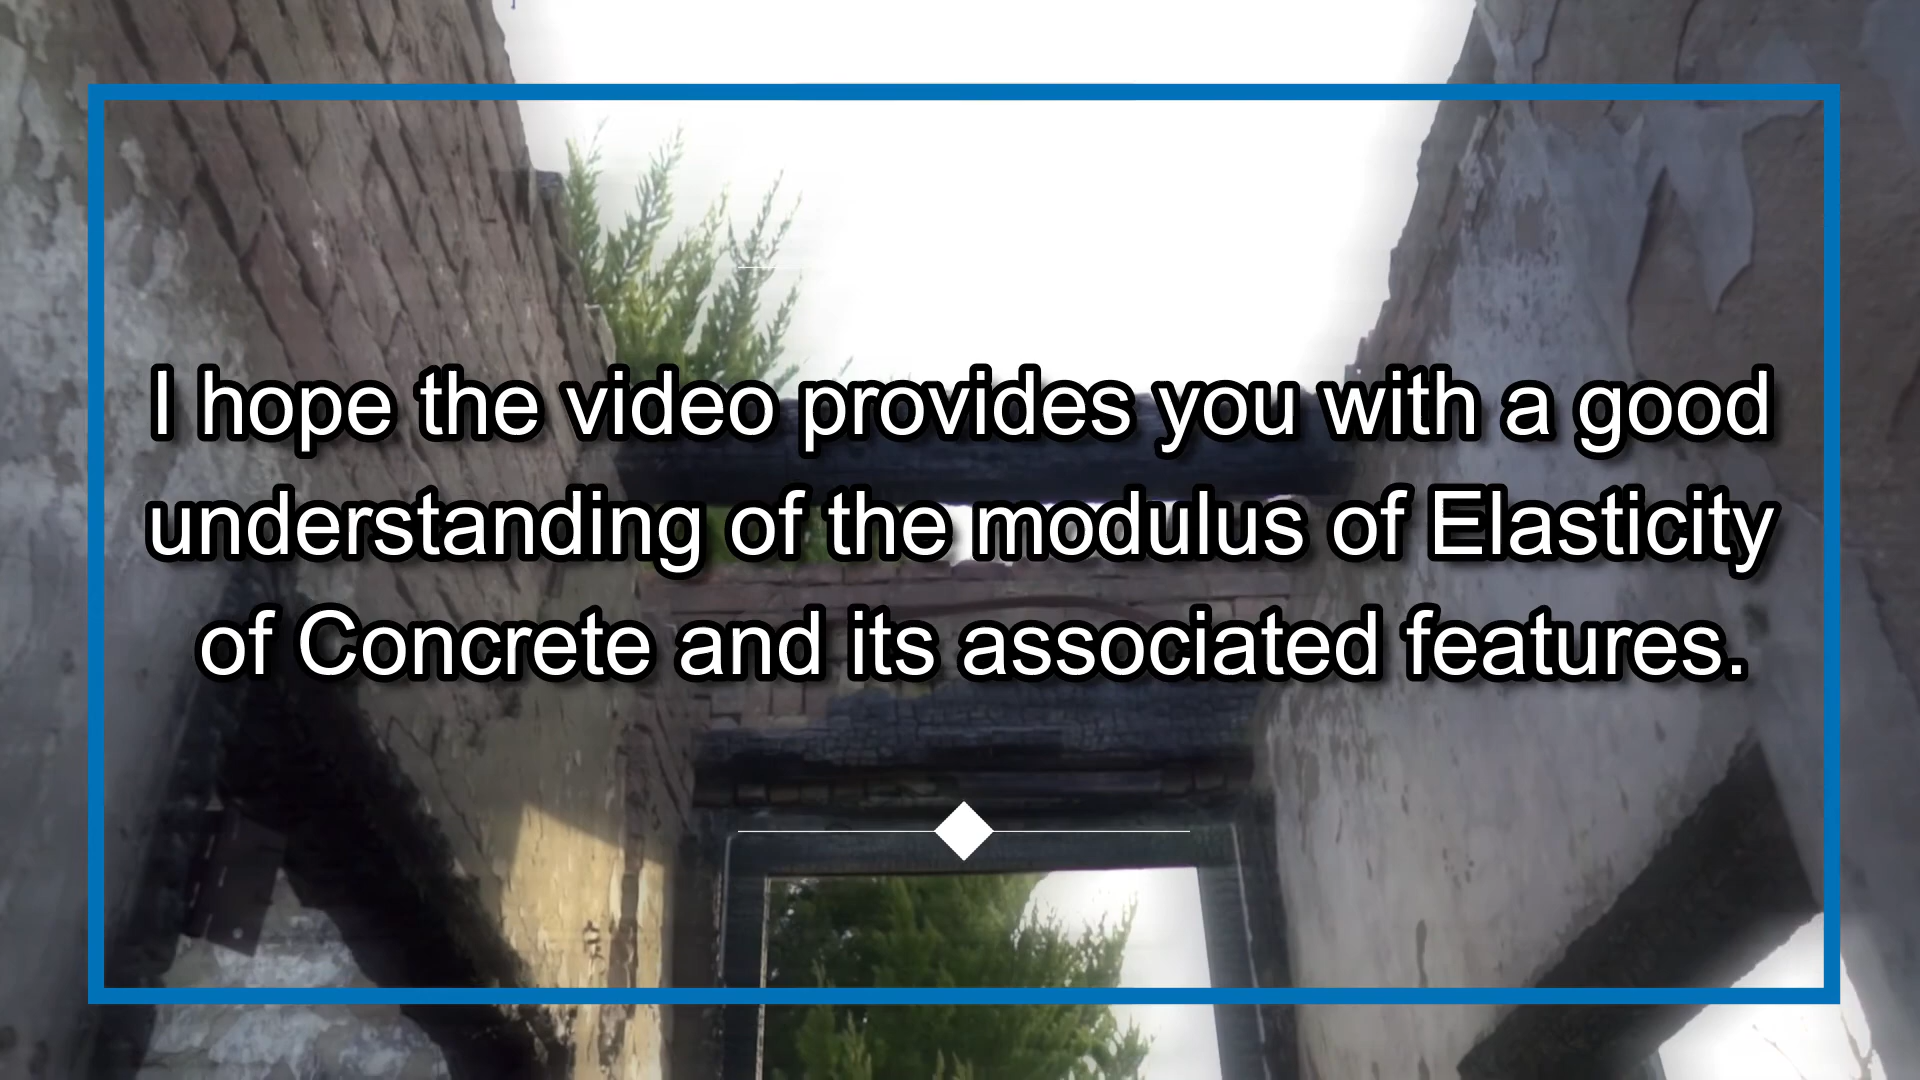 I hope the video provides you with a good
understanding of the modulus of Elasticity
of Concrete and its associated features.